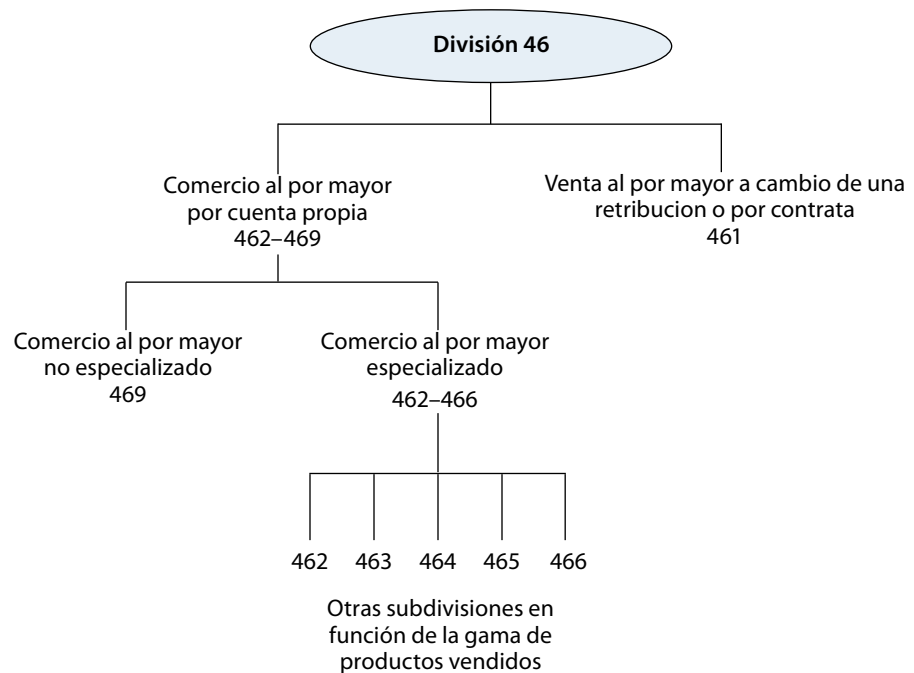 División 46
Comercio al por mayor
por cuenta propia
462–469
Venta al por mayor a cambio de una
retribucion o por contrata
461
Comercio al por mayor
no especializado
469
Comercio al por mayor
especializado
462–466
462 463 464 465 466
Otras subdivisiones en
función de la gama de
productos vendidos